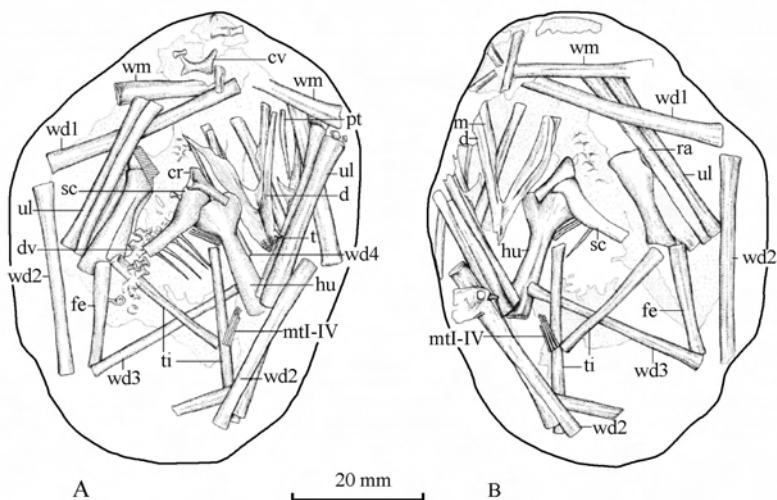 cv
wm
wm
wd1
pt
ul
cr
sc
d
ul
t
dv
wd4
wd2
hu
fe
mtI-IV
ti
wd3
wd2
A
wm
wd1
m
d
ra
ul
sc
hu
wd2
fe
mtI-IV
ti
wd3
wd2
B
20 mm